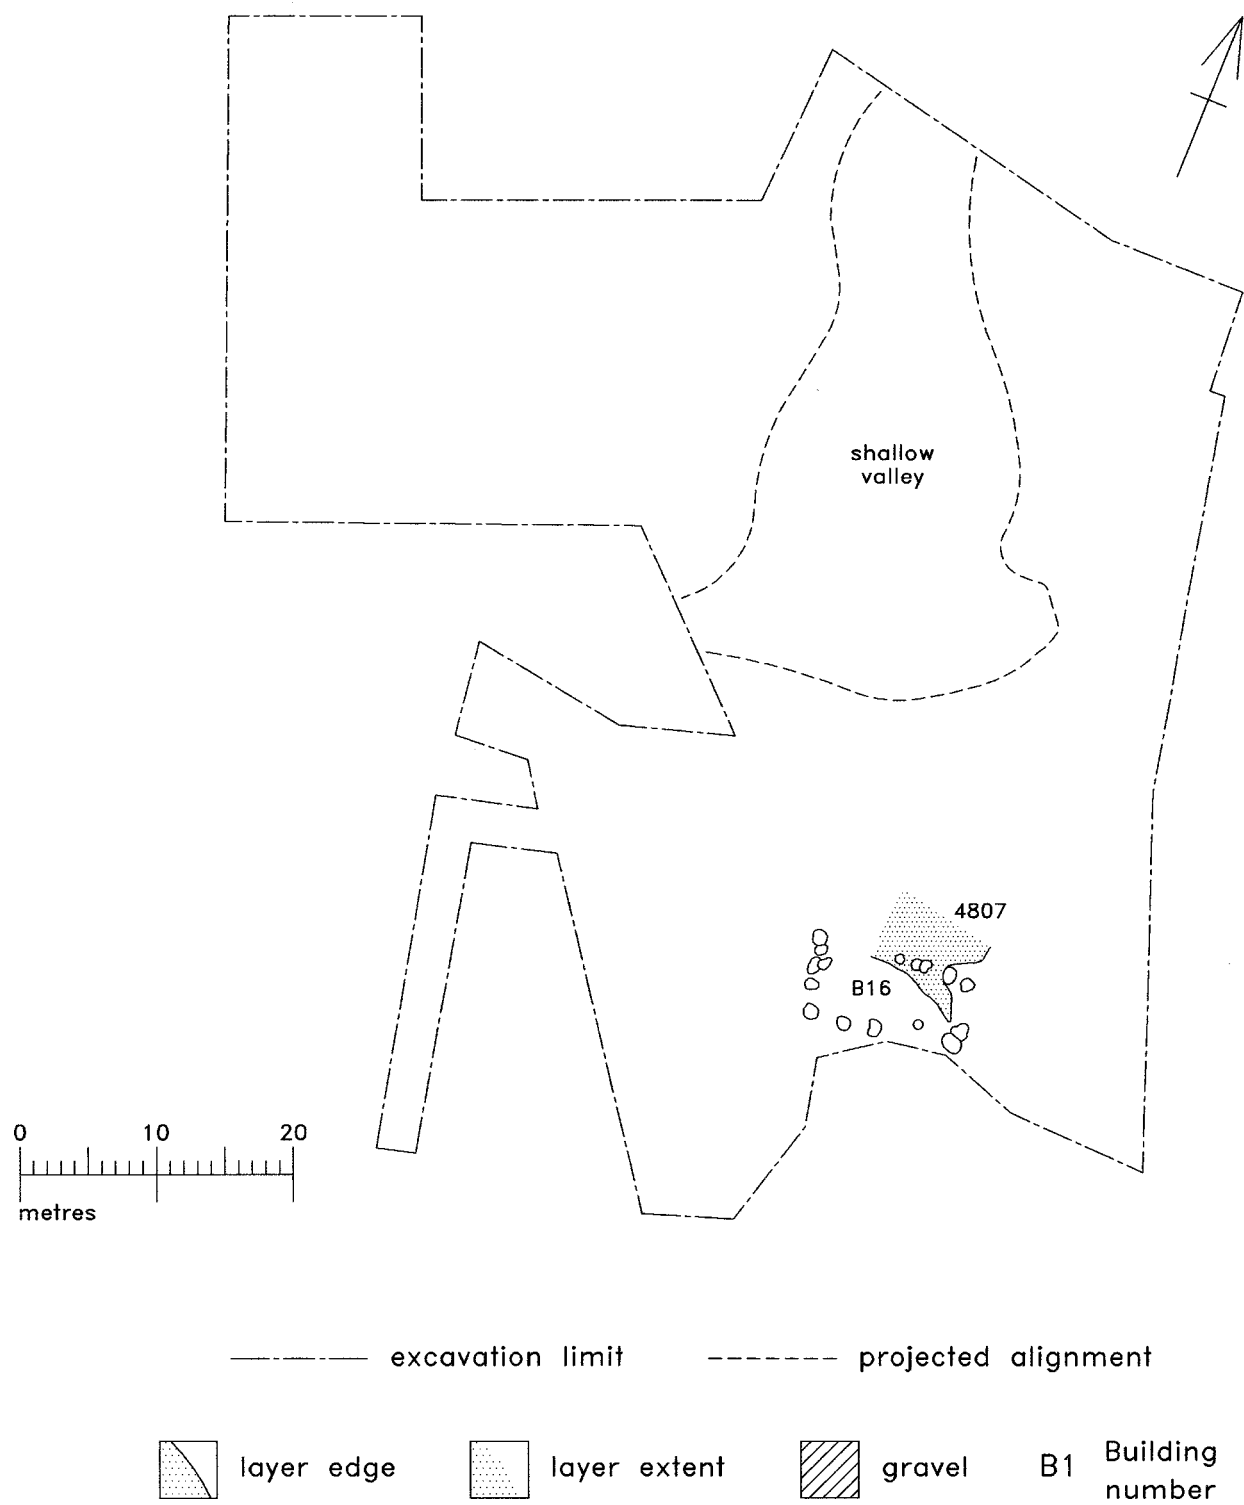 shallow
valley
4807
B16
0 10 20
metres
excavation limit
projected alignment
layer edge
layer extent
gravel
B1 Building
number